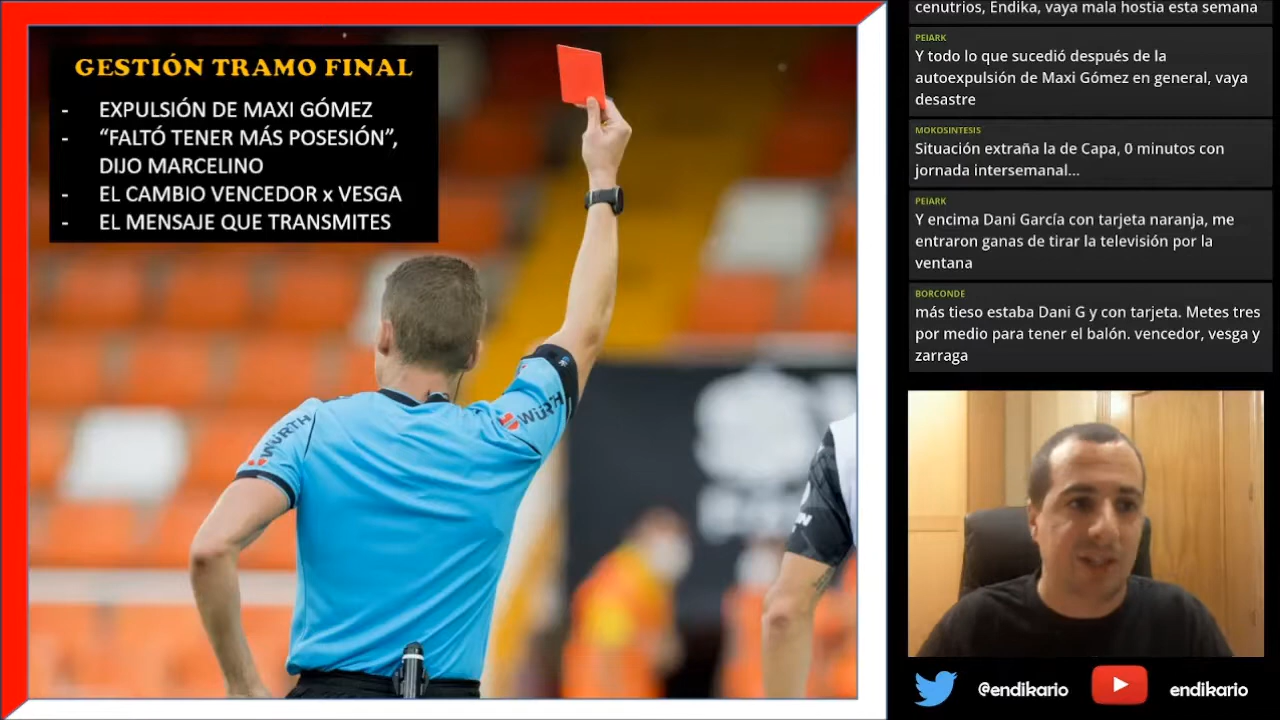 GESTIÓN TRAMO FINAL
- EXPULSIÓN DE MAXI GÓMEZ
- “FALTÓ TENER MÁS POSESIÓN”,
DIJO MARCELINO
- EL CAMBIO VENCEDOR x VESGA
- EL MENSAJE QUE TRANSMITES
WÜRTH
WÜRTH
cenutrios, Endika, vaya mala hostia esta semana
PEIARK
Y todo lo que sucedió después de la
autoexpulsión de Maxi Gómez en general, vaya
desastre
MOKOSINTESIS
Situación extraña la de Capa, 0 minutos con
jornada intersemanal...
PEIARK
Y encima Dani García con tarjeta naranja, me
entraron ganas de tirar la televisión por la
ventana
BORCONDE
más tieso estaba Dani G y con tarjeta. Metes tres
por medio para tener el balón. vencedor, vesga y
zarraga
@endikario
endikario